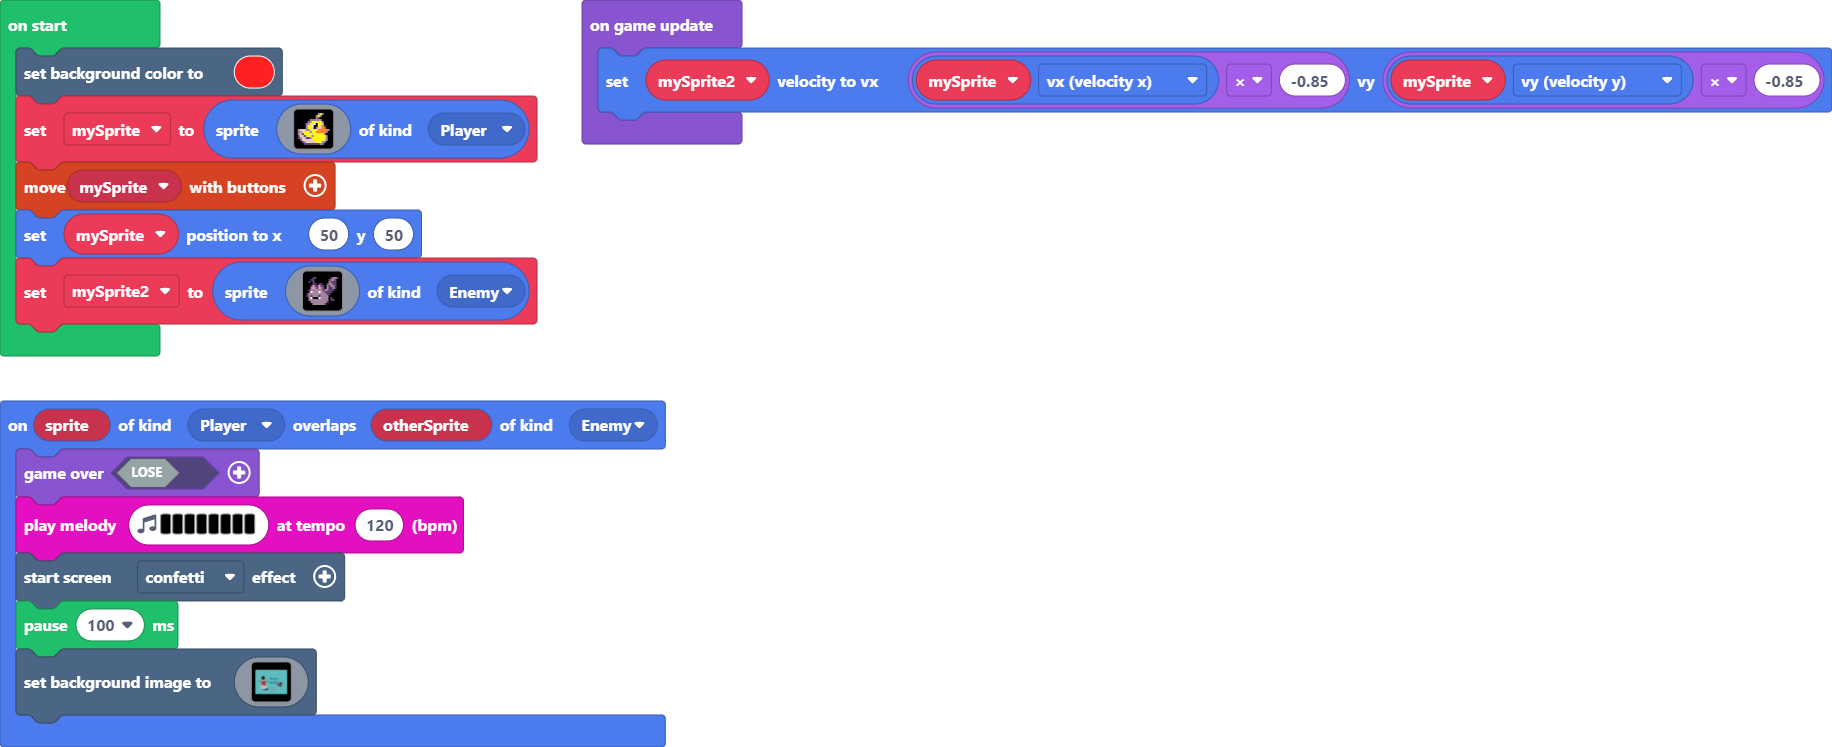 on start
set background color to
set mySprite to sprite of kind Player
move mySprite with buttons
set mySprite position to x 50 y 50
set mySprite2 to sprite of kind Enemy
on game update
set mySprite2 velocity to vx mySprite vx (velocity x) × -0.85 vy mySprite vy (velocity y) × -0.85
on sprite of kind Player overlaps otherSprite of kind Enemy
game over LOSE
play melody at tempo 120 (bpm)
start screen confetti effect
pause 100 ms
set background image to